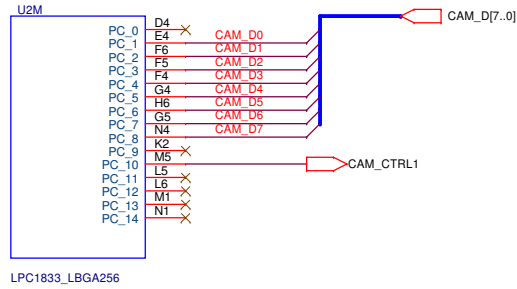 U2M
CAM_D[7..0]
PC_0 D4
PC_1 E4 CAM_D0
PC_2 F6 CAM_D1
PC_3 F5 CAM_D2
PC_4 F4 CAM_D3
PC_5 G4 CAM_D4
PC_6 H6 CAM_D5
PC_7 G5 CAM_D6
PC_8 N4 CAM_D7
PC_9 K2
PC_10 M5 CAM_CTRL1
PC_11 L5
PC_12 L6
PC_13 M1
PC_14 N1
LPC1833_LBGA256